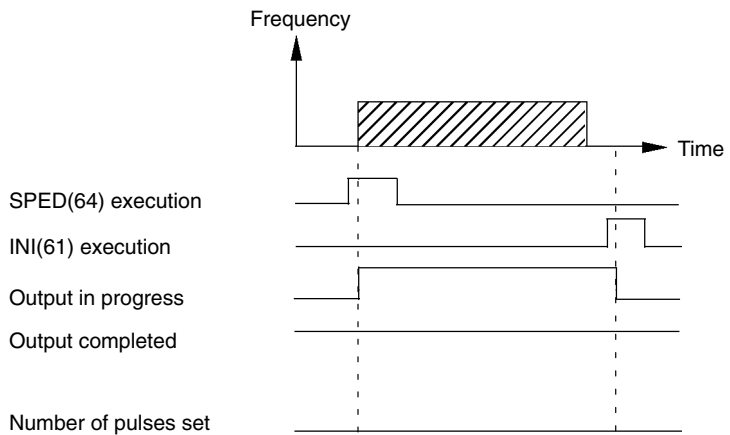 Frequency
Time
SPED(64) execution
INI(61) execution
Output in progress
Output completed
Number of pulses set